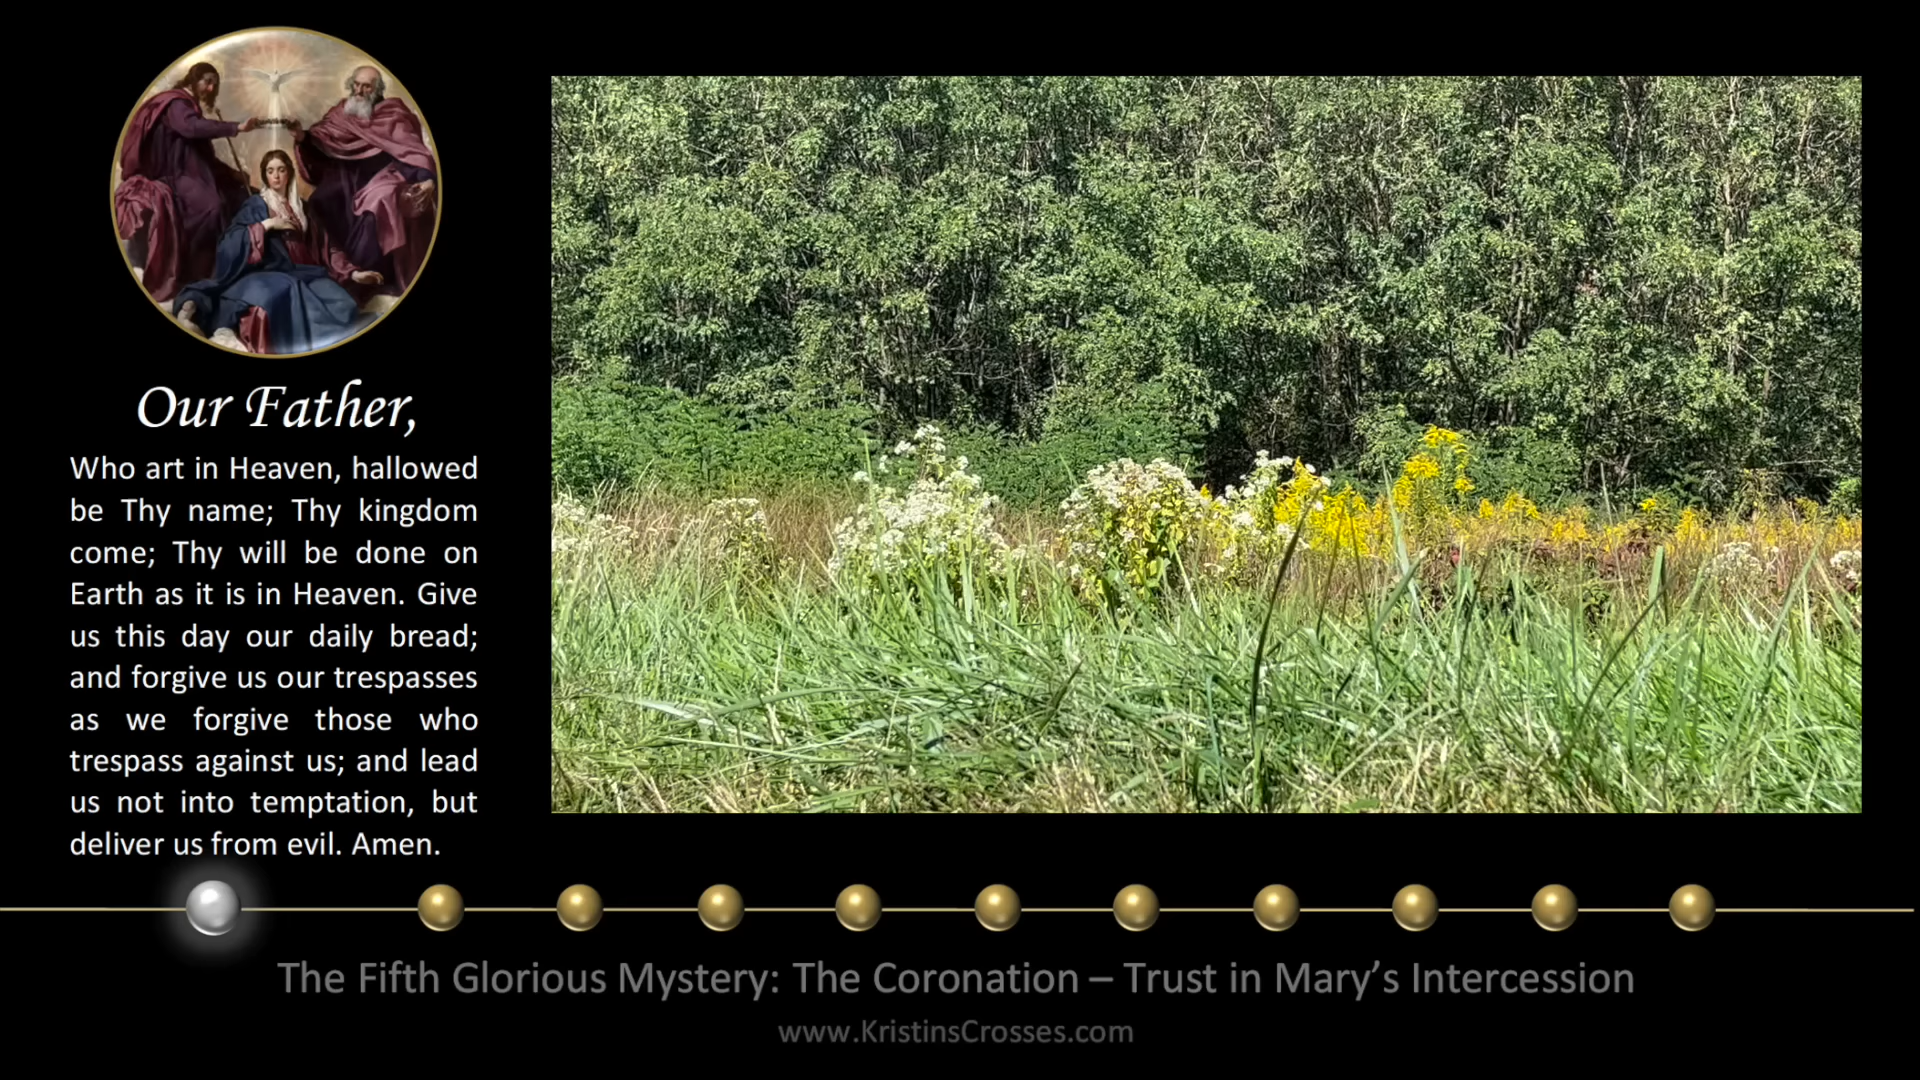 Our Father,
Who art in Heaven, hallowed
be Thy name; Thy kingdom
come; Thy will be done on
Earth as it is in Heaven. Give
us this day our daily bread;
and forgive us our trespasses
as we forgive those who
trespass against us; and lead
us not into temptation, but
deliver us from evil. Amen.
The Fifth Glorious Mystery: The Coronation – Trust in Mary’s Intercession
www.KristinsCrosses.com